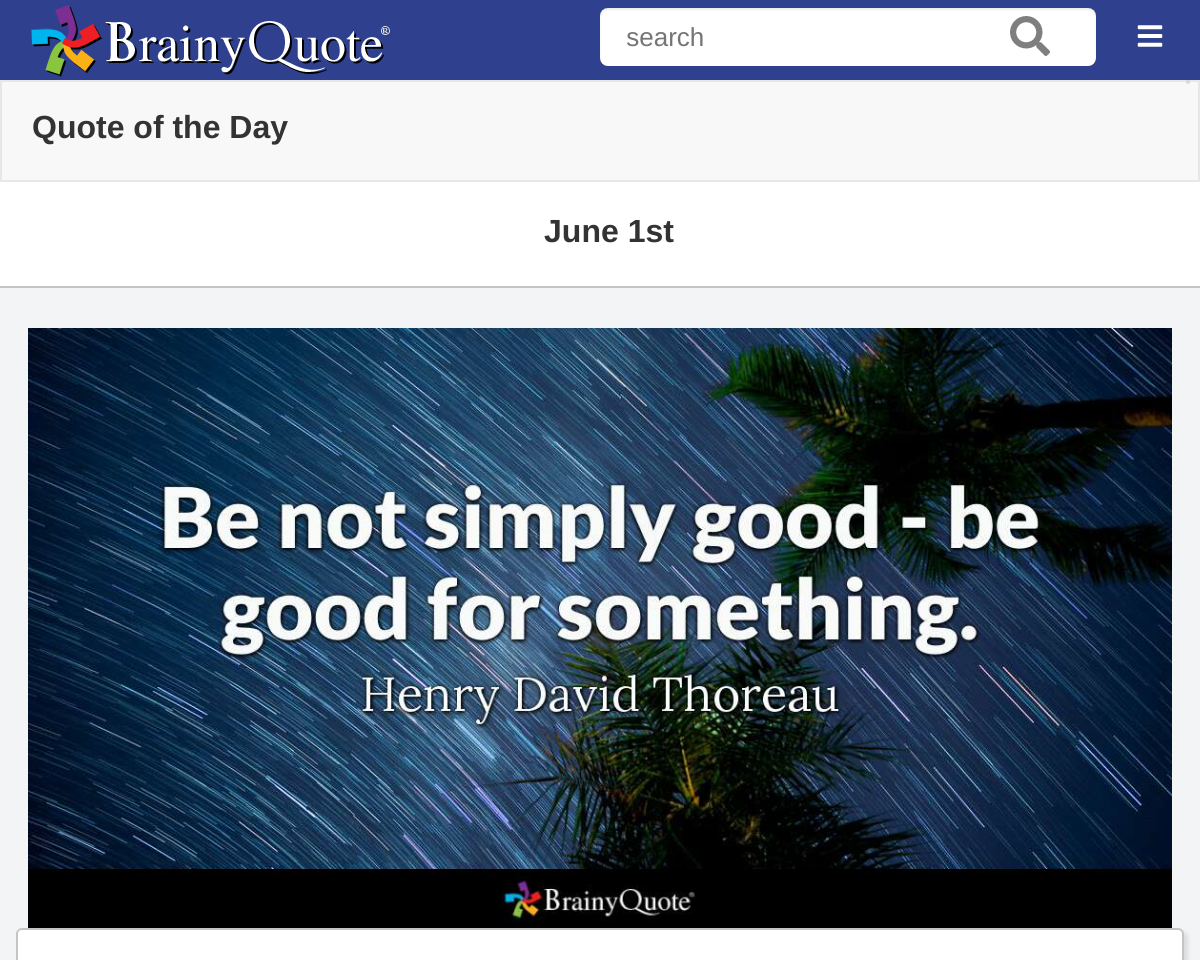 BrainyQuote®
search
Quote of the Day
June 1st
Be not simply good - be
good for something.
Henry David Thoreau
BrainyQuote®